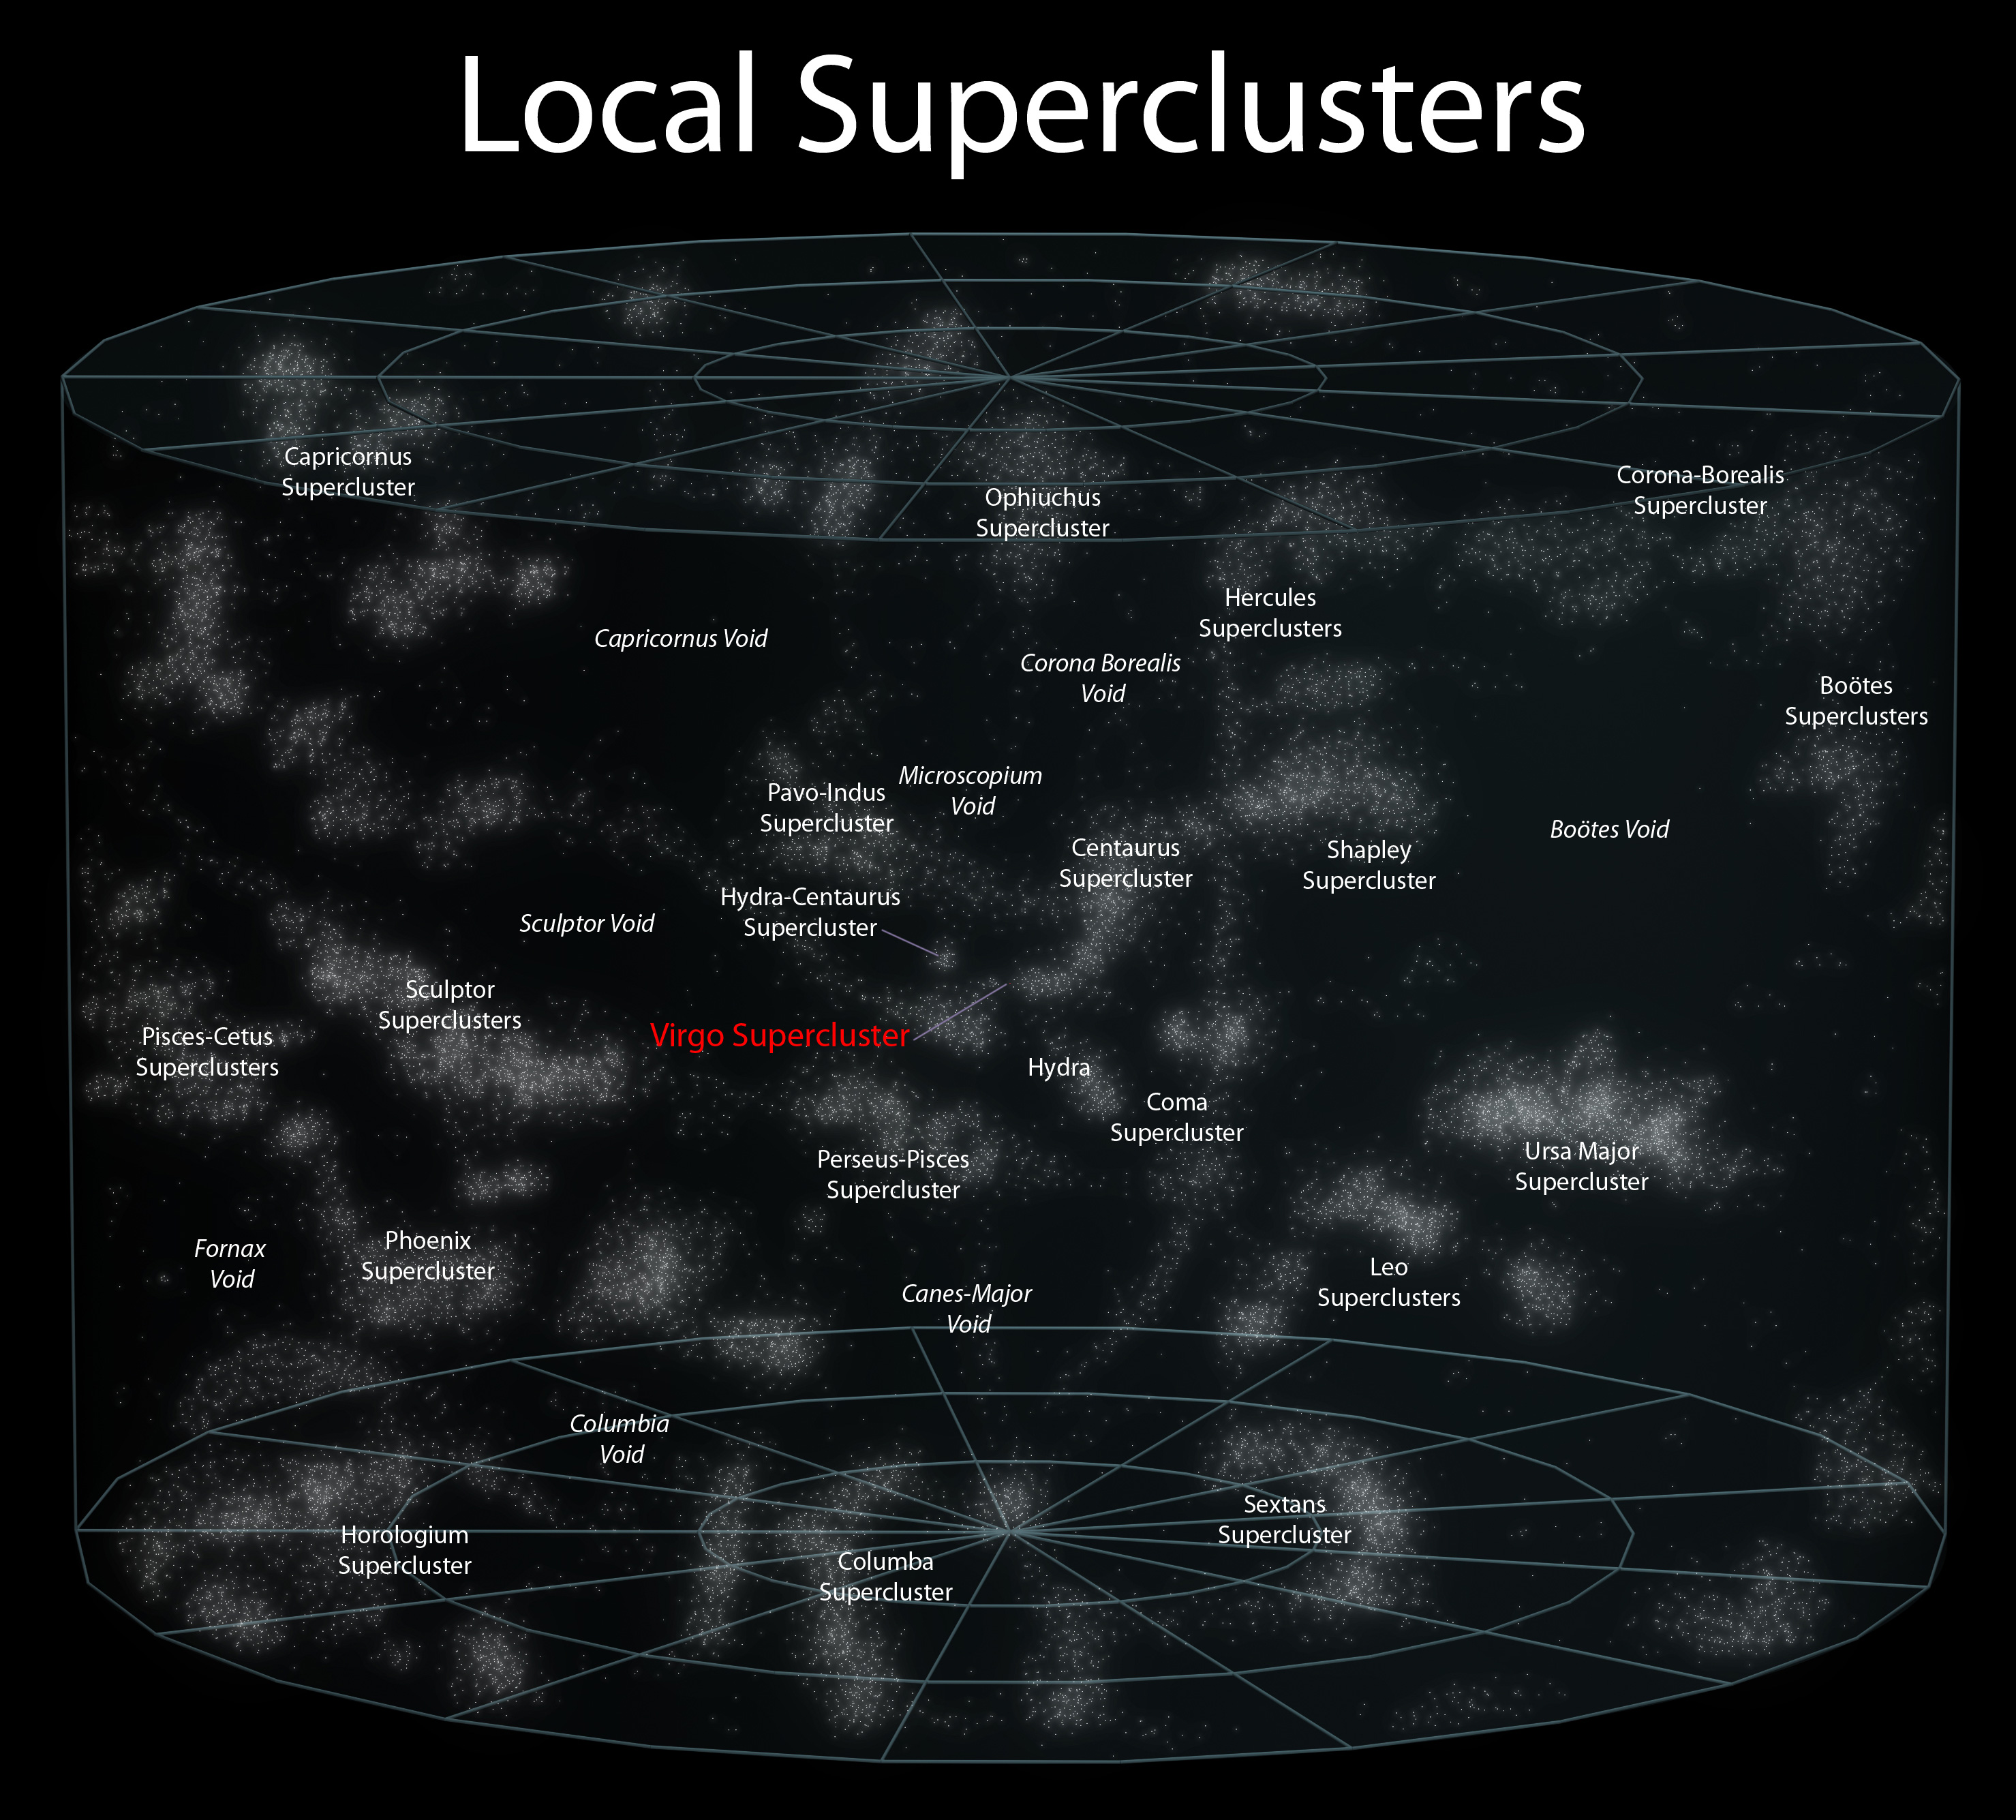 Local Superclusters
Capricornus
Supercluster
Ophiuchus
Supercluster
Corona-Borealis
Supercluster
Hercules
Superclusters
Capricornus Void
Corona Borealis
Void
Boötes
Superclusters
Pavo-Indus
Supercluster
Microscopium
Void
Boötes Void
Centaurus
Supercluster
Shapley
Supercluster
Hydra-Centaurus
Supercluster
Sculptor Void
Sculptor
Superclusters
Pisces-Cetus
Superclusters
Virgo Supercluster
Hydra
Coma
Supercluster
Perseus-Pisces
Supercluster
Ursa Major
Supercluster
Fornax
Void
Phoenix
Supercluster
Leo
Superclusters
Canes-Major
Void
Columbia
Void
Horologium
Supercluster
Sextans
Supercluster
Columba
Supercluster